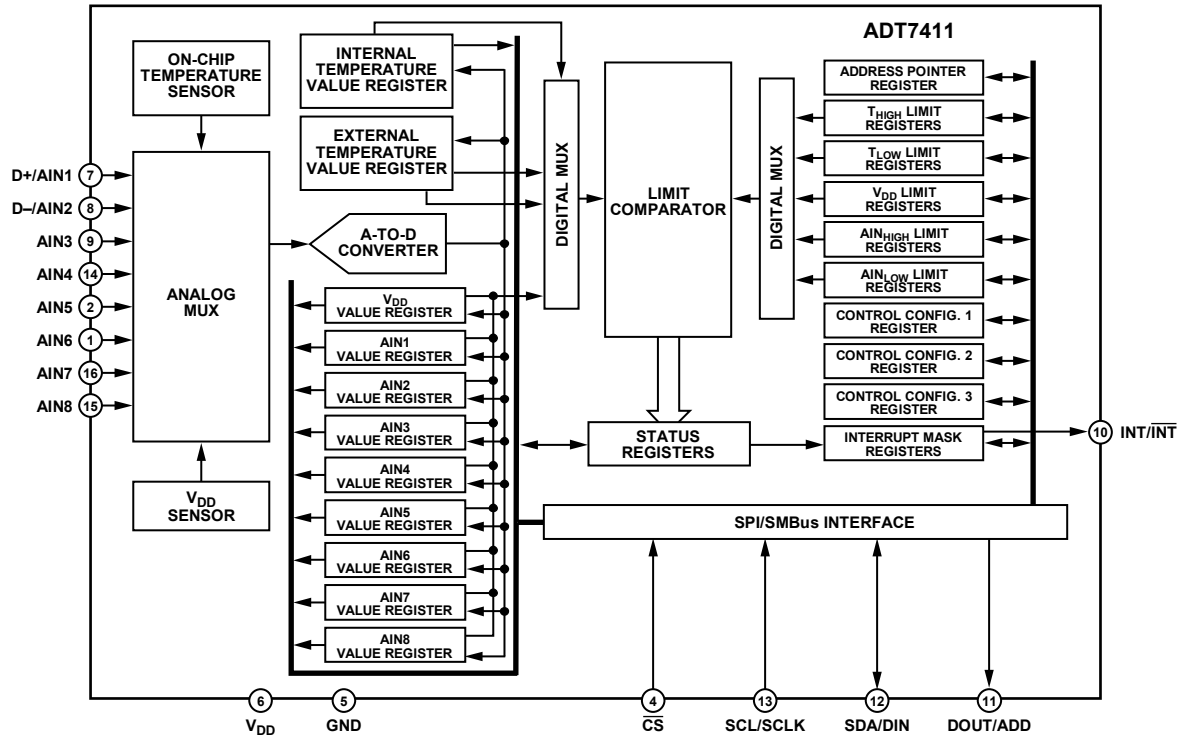 ADT7411
ON-CHIP
TEMPERATURE
SENSOR
INTERNAL
TEMPERATURE
VALUE REGISTER
EXTERNAL
TEMPERATURE
VALUE REGISTER
A-TO-D
CONVERTER
D+/AIN1
7
D–/AIN2
8
AIN3
9
AIN4
14
AIN5
2
AIN6
1
AIN7
16
AIN8
15
ANALOG
MUX
VDD
SENSOR
VDD
VALUE REGISTER
AIN1
VALUE REGISTER
AIN2
VALUE REGISTER
AIN3
VALUE REGISTER
AIN4
VALUE REGISTER
AIN5
VALUE REGISTER
AIN6
VALUE REGISTER
AIN7
VALUE REGISTER
AIN8
VALUE REGISTER
DIGITAL MUX
LIMIT
COMPARATOR
DIGITAL MUX
ADDRESS POINTER
REGISTER
THIGH LIMIT
REGISTERS
TLOW LIMIT
REGISTERS
VDD LIMIT
REGISTERS
AINHIGH LIMIT
REGISTERS
AINLOW LIMIT
REGISTERS
CONTROL CONFIG. 1
REGISTER
CONTROL CONFIG. 2
REGISTER
CONTROL CONFIG. 3
REGISTER
INTERRUPT MASK
REGISTERS
STATUS
REGISTERS
10
INT/INT
SPI/SMBus INTERFACE
6
VDD
5
GND
4
CS
13
SCL/SCLK
12
SDA/DIN
11
DOUT/ADD